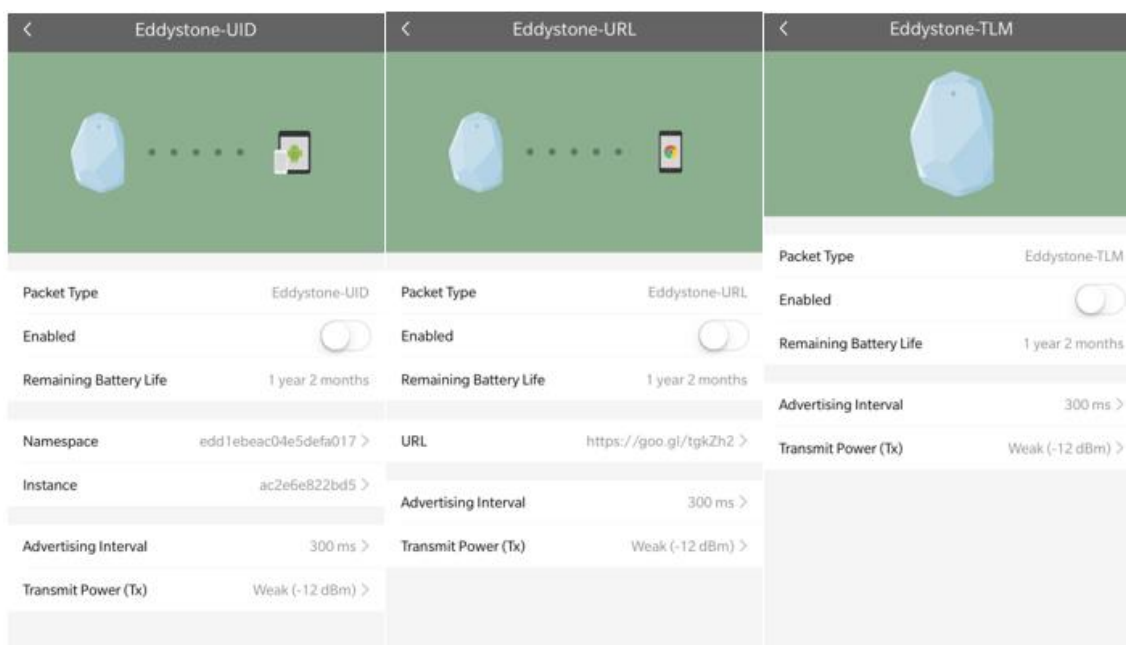 Eddystone-UID
Packet Type Eddystone-UID
Enabled
Remaining Battery Life 1 year 2 months
Namespace edd1ebeac04e5defa017 >
Instance ac2e6e822bd5 >
Advertising Interval 300 ms >
Transmit Power (Tx) Weak (-12 dBm) >
Eddystone-URL
Packet Type Eddystone-URL
Enabled
Remaining Battery Life 1 year 2 months
URL https://goo.gl/tgkZh2 >
Advertising Interval 300 ms >
Transmit Power (Tx) Weak (-12 dBm) >
Eddystone-TLM
Packet Type Eddystone-TLM
Enabled
Remaining Battery Life 1 year 2 months
Advertising Interval 300 ms >
Transmit Power (Tx) Weak (-12 dBm) >